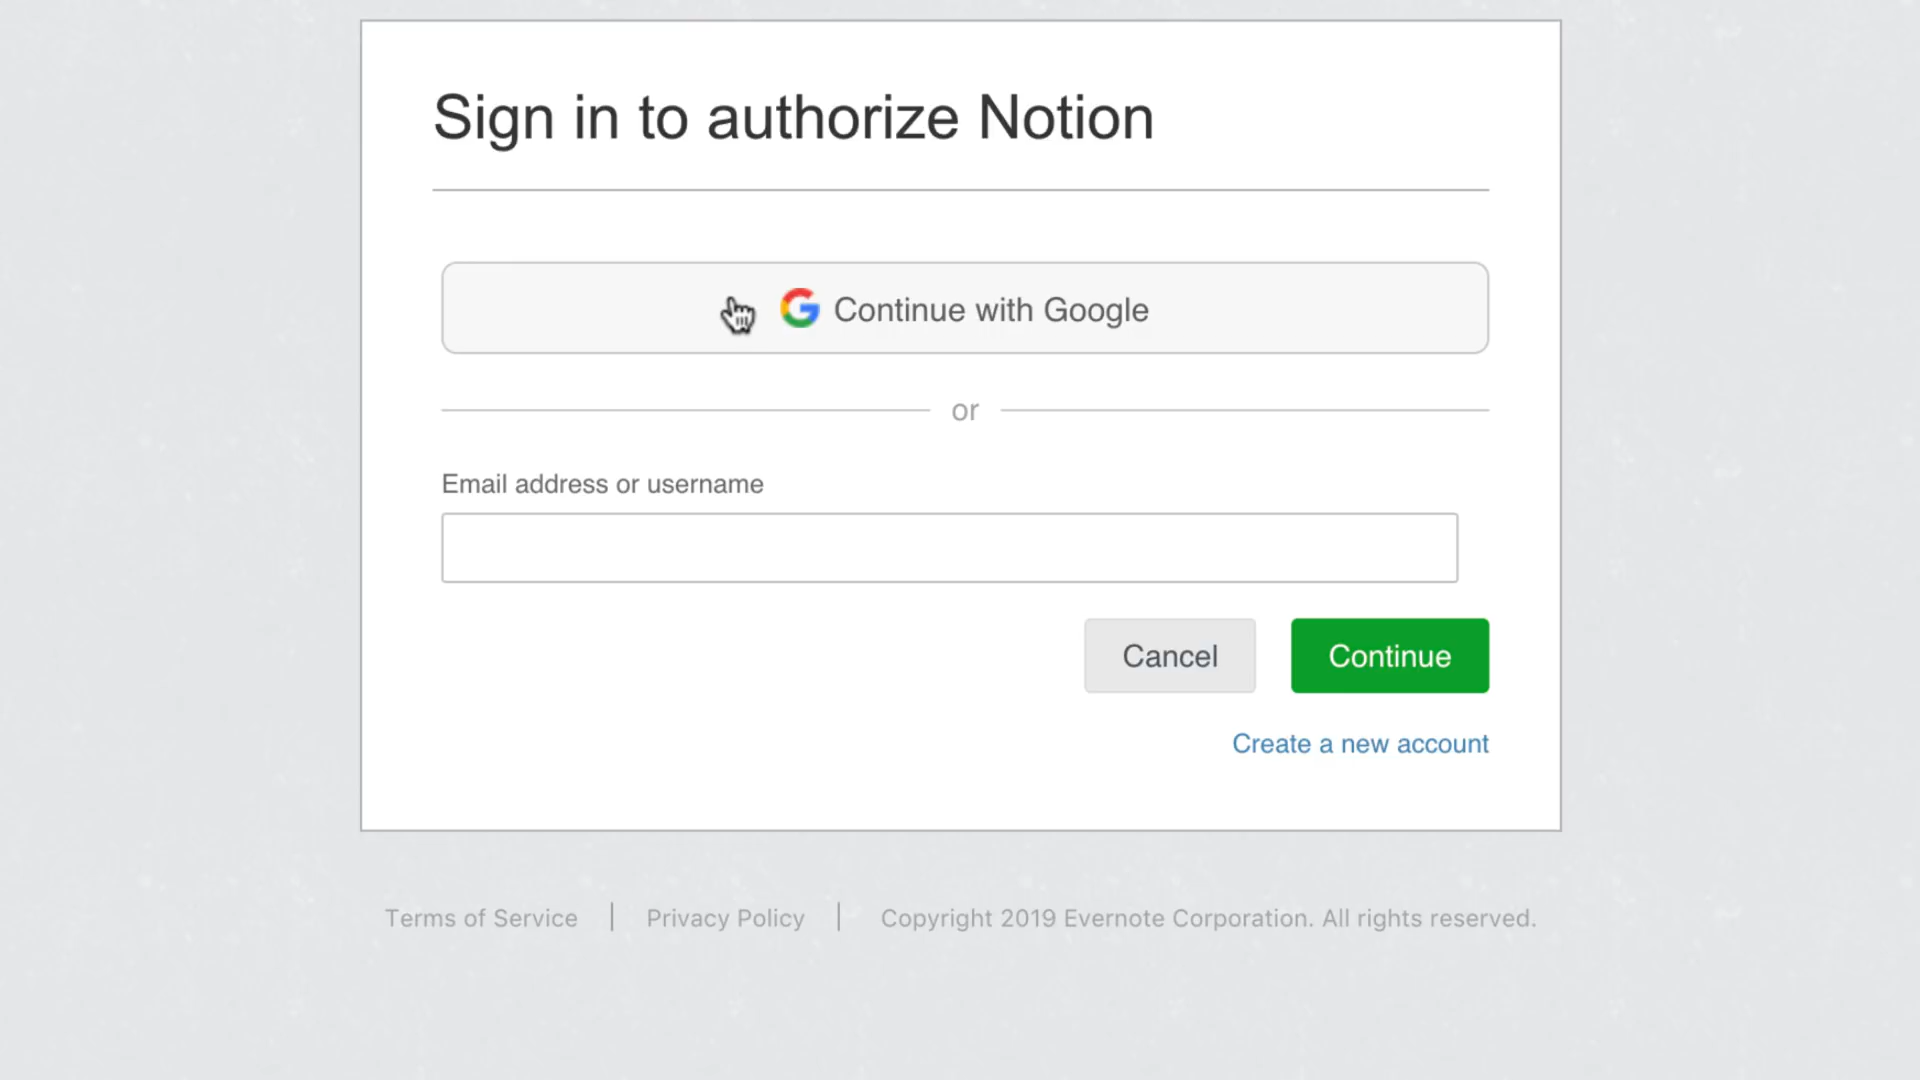 Sign in to authorize Notion
Continue with Google
or
Email address or username
Cancel Continue
Create a new account
Terms of Service | Privacy Policy | Copyright 2019 Evernote Corporation. All rights reserved.